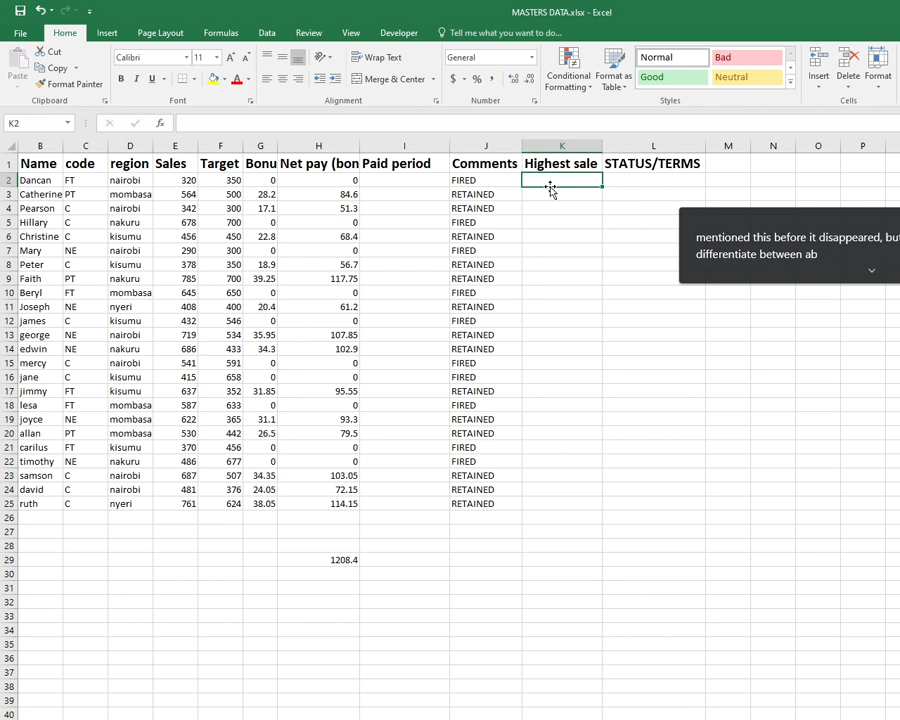 MASTERS DATA.xlsx - Excel
File Home Insert Page Layout Formulas Data Review View Developer Tell me what you want to do...
Paste
Cut
Copy
Format Painter
Clipboard
Calibri 11
B I U
Font
Wrap Text
Merge & Center
Alignment
General
$ % ,
Number
Conditional Formatting
Format as Table
Normal Bad
Good Neutral
Styles
Insert Delete Format
Cells
K2
fx
B C D E F G H I J K L M N O P
1 Name code region Sales Target Bonu Net pay (bon Paid period Comments Highest sale STATUS/TERMS
2 Dancan FT nairobi 320 350 0 0 FIRED
3 Catherine PT mombasa 564 500 28.2 84.6 RETAINED
4 Pearson C nairobi 342 300 17.1 51.3 RETAINED
5 Hillary C nakuru 678 700 0 0 FIRED
6 Christine C kisumu 456 450 22.8 68.4 RETAINED
7 Mary NE nairobi 290 300 0 0 FIRED
8 Peter C kisumu 378 350 18.9 56.7 RETAINED
9 Faith PT nakuru 785 700 39.25 117.75 RETAINED
10 Beryl FT mombasa 645 650 0 0 FIRED
11 Joseph NE nyeri 408 400 20.4 61.2 RETAINED
12 james C kisumu 432 546 0 0 FIRED
13 george NE nairobi 719 534 35.95 107.85 RETAINED
14 edwin NE nakuru 686 433 34.3 102.9 RETAINED
15 mercy C nairobi 541 591 0 0 FIRED
16 jane C kisumu 415 658 0 0 FIRED
17 jimmy FT kisumu 637 352 31.85 95.55 RETAINED
18 lesa FT mombasa 587 633 0 0 FIRED
19 joyce NE mombasa 622 365 31.1 93.3 RETAINED
20 allan PT mombasa 530 442 26.5 79.5 RETAINED
21 carilus FT kisumu 370 456 0 0 FIRED
22 timothy NE nakuru 486 677 0 0 FIRED
23 samson C nairobi 687 507 34.35 103.05 RETAINED
24 david C nairobi 481 376 24.05 72.15 RETAINED
25 ruth C nyeri 761 624 38.05 114.15 RETAINED
26
27
28
29 1208.4
30
31
32
33
34
35
36
37
38
39
40
mentioned this before it disappeared, but
differentiate between ab